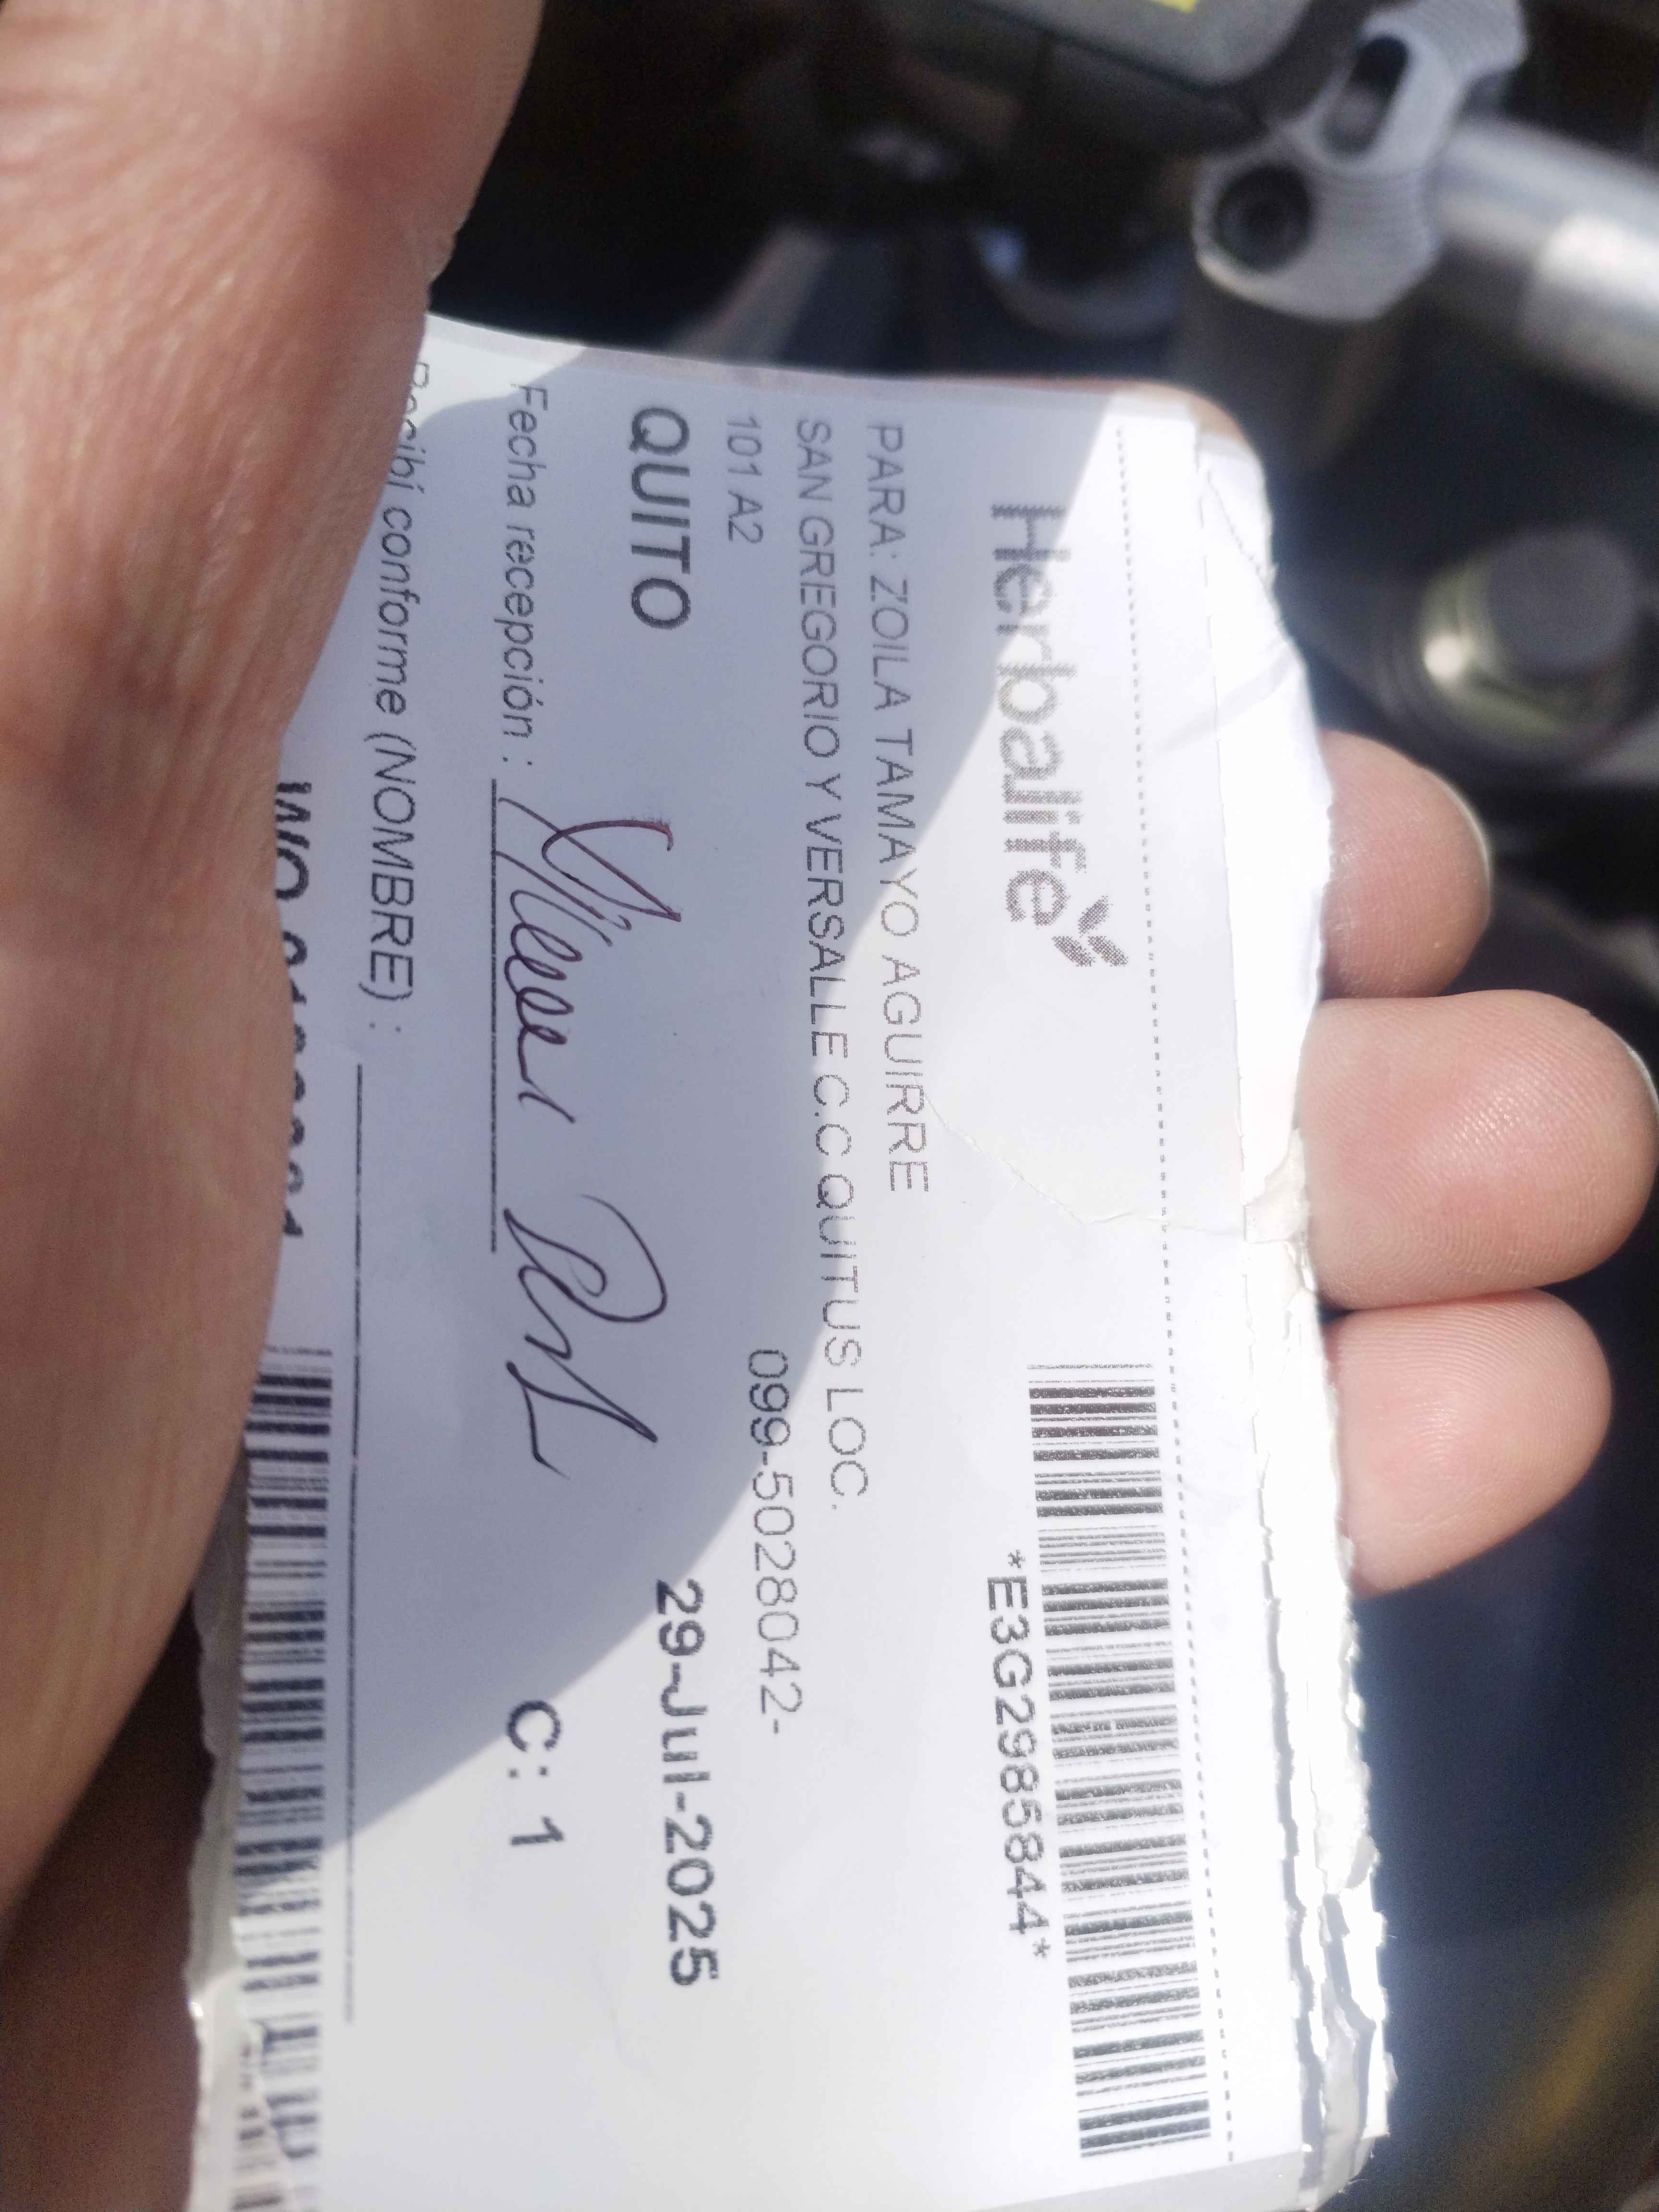 Herbalife
*E3G2985844*
PARA: ZOILA TAMAYO AGUIRRE
SAN GREGORIO Y VERSALLE C.C QUITUS LOC.
101 A2
099-5028042-
QUITO
29-Jul-2025
Fecha recepción :
C: 1
Recibí conforme (NOMBRE) :